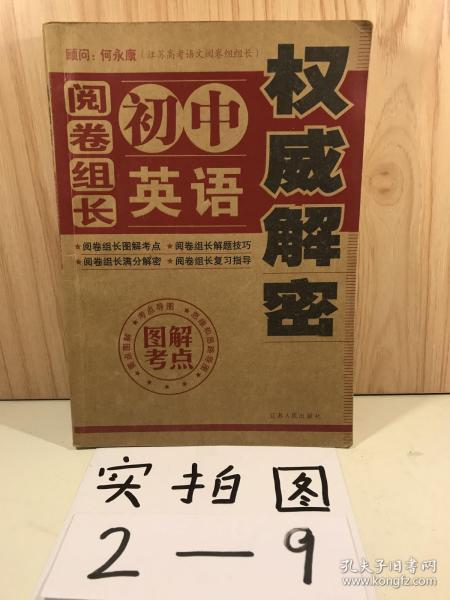 顾问：何永康（江苏高考语文阅卷组组长）
阅卷组长
初中
英语
权威解密
★阅卷组长图解考点 ★阅卷组长解题技巧
★阅卷组长满分解密 ★阅卷组长复习指导
考点导图
图解
考点
江苏人民出版社
实拍图
2—9
孔夫子旧书网
kongfz.com